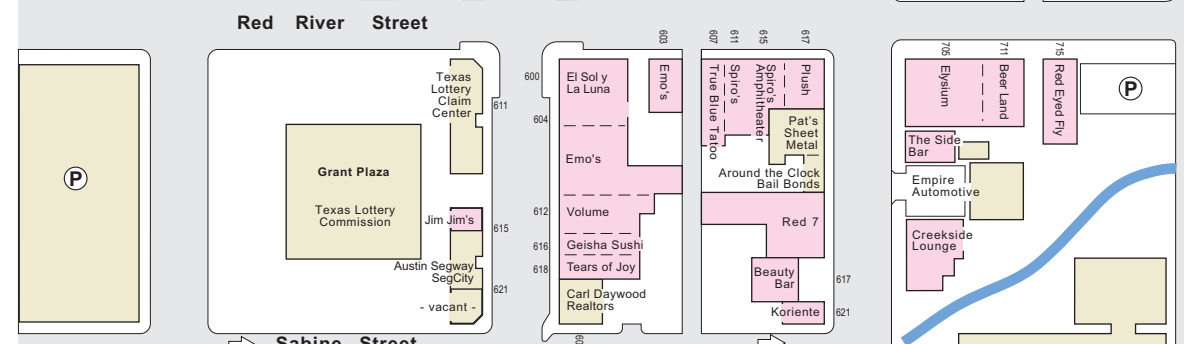 Red River Street
P
Texas
Lottery
Claim
Center
611
Grant Plaza
Texas Lottery
Commission
Jim Jim's
615
Austin Segway
SegCity
621
- vacant -
Sabine Street
600
El Sol y
La Luna
603
Emo's
604
Emo's
612
Volume
616
Geisha Sushi
618
Tears of Joy
Carl Daywood
Realtors
607
611
615
617
True Blue Tatoo
Spiro's
Spiro's
Amphitheater
Plush
Pat's
Sheet
Metal
Around the Clock
Bail Bonds
Red 7
Beauty
Bar
617
Koriente
621
705
711
715
Elysium
Beer Land
Red Eyed Fly
P
The Side
Bar
Empire
Automotive
Creekside
Lounge